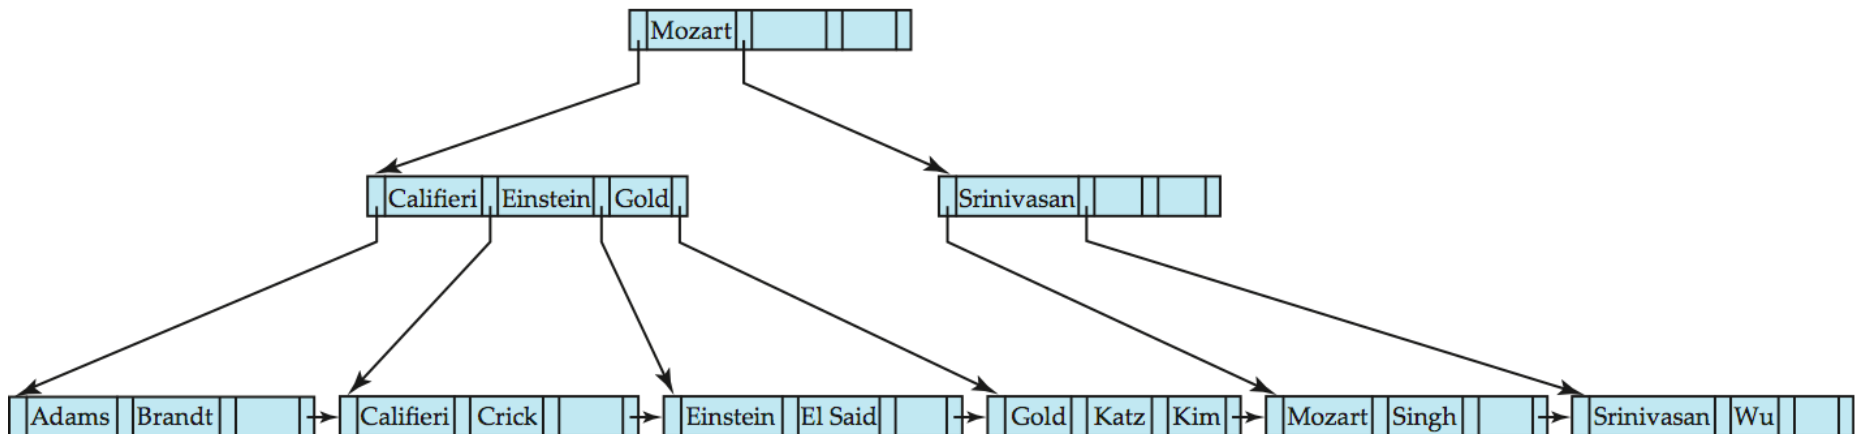 Mozart
Califieri Einstein Gold
Srinivasan
Adams Brandt
Califieri Crick
Einstein El Said
Gold Katz Kim
Mozart Singh
Srinivasan Wu